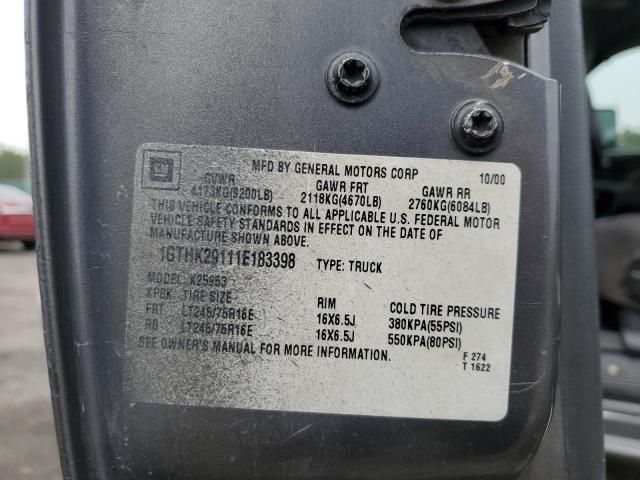 GM
MFD BY GENERAL MOTORS CORP 10/00
GVWR GAWR FRT GAWR RR
4173KG(9200LB) 2118KG(4670LB) 2760KG(6084LB)
THIS VEHICLE CONFORMS TO ALL APPLICABLE U.S. FEDERAL MOTOR
VEHICLE SAFETY STANDARDS IN EFFECT ON THE DATE OF
MANUFACTURE SHOWN ABOVE.
1GTHK29111E183398 TYPE: TRUCK
MODEL: K25953
KPBK TIRE SIZE RIM COLD TIRE PRESSURE
FRT LT245/75R16E 16X6.5J 380KPA(55PSI)
RR LT245/75R16E 16X6.5J 550KPA(80PSI)
SEE OWNER'S MANUAL FOR MORE INFORMATION.
F 274
T 1622